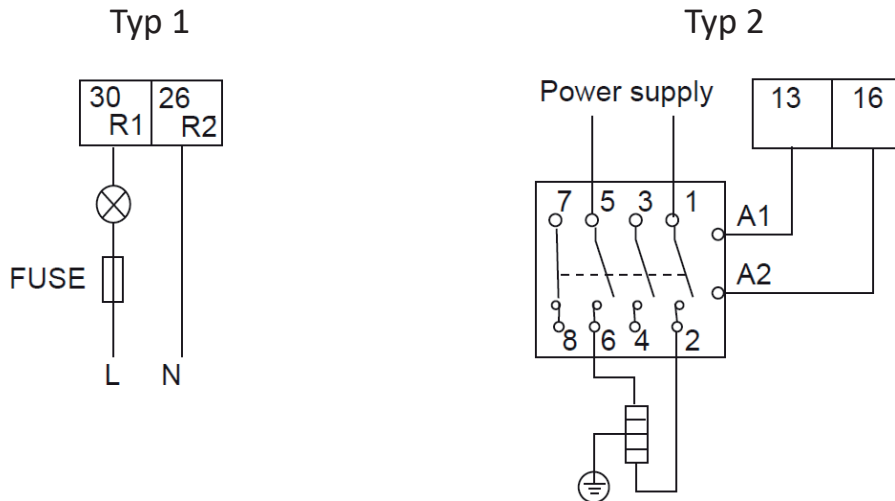 Typ 1
30 26
R1 R2
FUSE
L N
Typ 2
Power supply
13 16
7 5 3 1
A1
A2
8 6 4 2